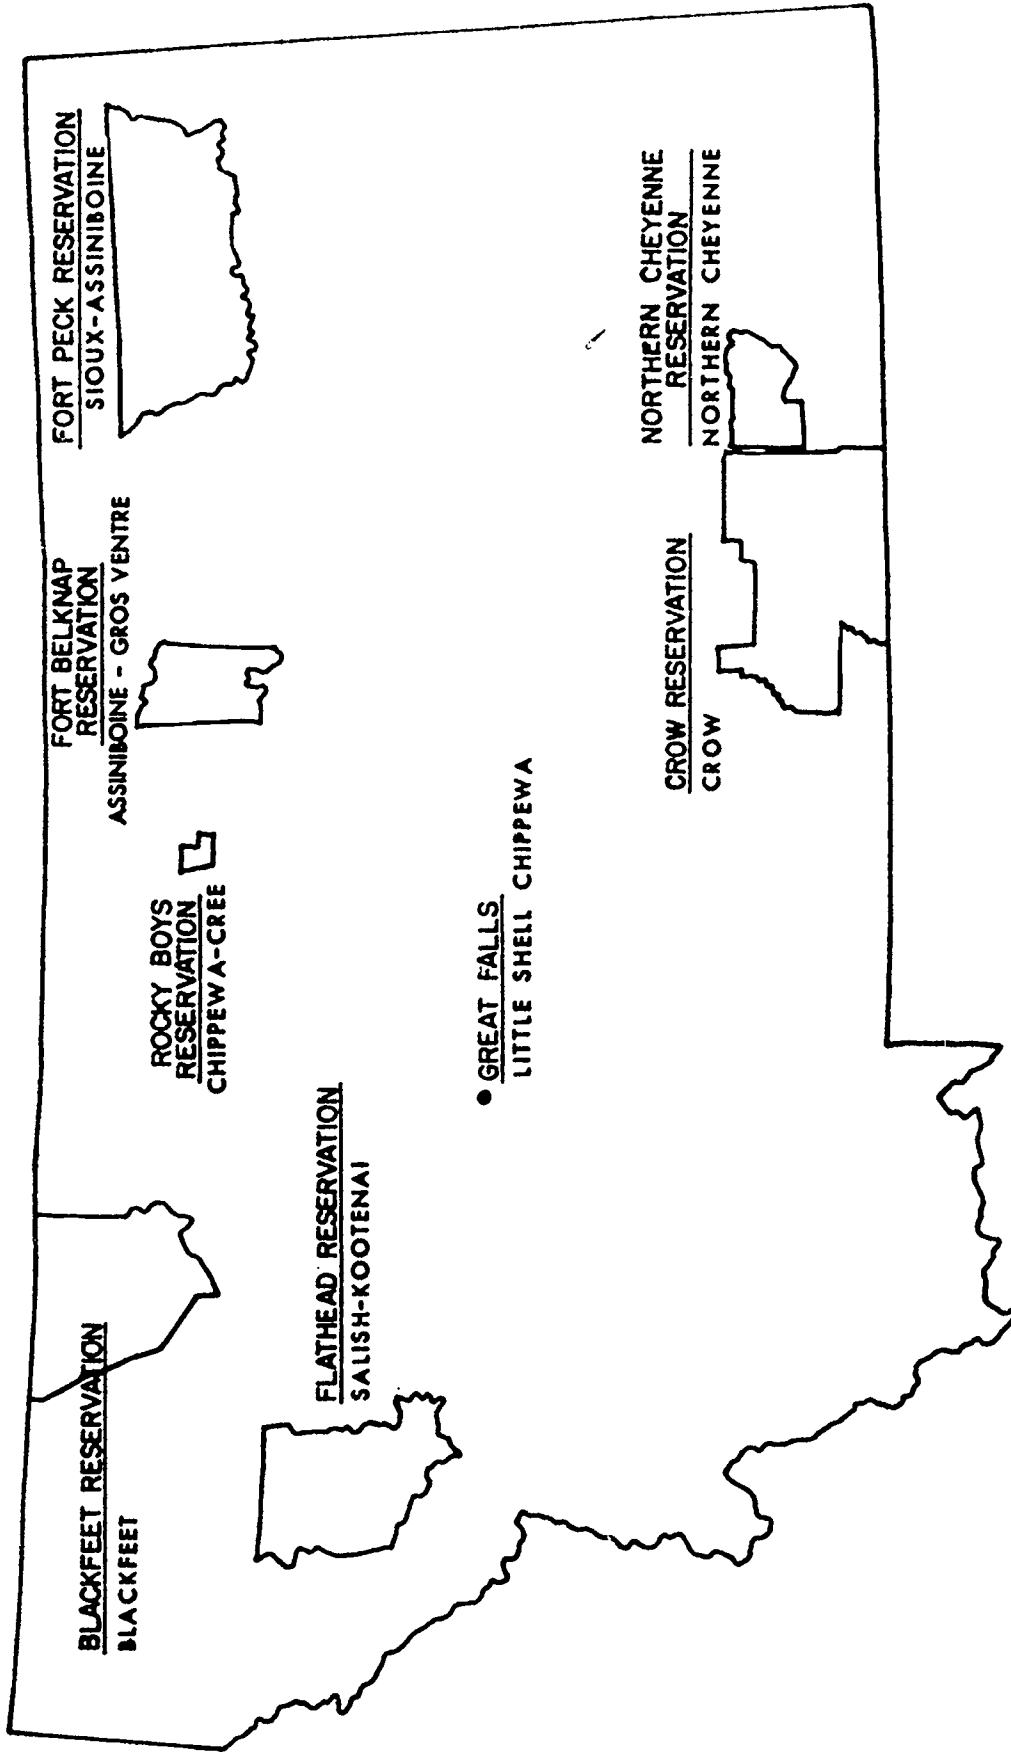 BLACKFEET RESERVATION
BLACKFEET
FLATHEAD RESERVATION
SALISH-KOOTENAI
ROCKY BOYS
RESERVATION
CHIPPEWA-CREE
GREAT FALLS
LITTLE SHELL CHIPPEWA
FORT BELKNAP
RESERVATION
ASSINIBOINE - GROS VENTRE
FORT PECK RESERVATION
SIOUX-ASSINIBOINE
CROW RESERVATION
CROW
NORTHERN CHEYENNE
RESERVATION
NORTHERN CHEYENNE